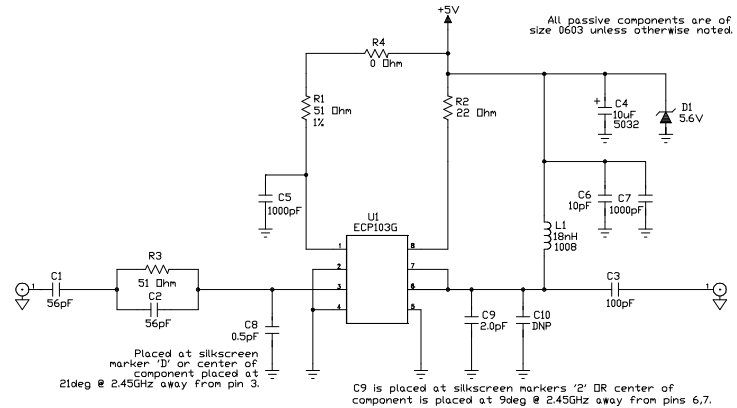 +5V
All passive components are of
size 0603 unless otherwise noted.
R4
0 Ohm
R1
51 Ohm
1%
R2
22 Ohm
+
C4
10uF
5032
D1
5.6V
C5
1000pF
C6
10pF
C7
1000pF
U1
ECP103G
L1
18nH
1008
1
2
3
4
8
7
6
5
R3
51 Ohm
C1
1
56pF
C2
56pF
C3
100pF
1
C8
0.5pF
C9
2.0pF
C10
DNP
Placed at silkscreen
marker 'D' or center of
component placed at
21deg @ 2.45GHz away from pin 3.
C9 is placed at silkscreen markers '2' OR center of
component is placed at 9deg @ 2.45GHz away from pins 6,7.